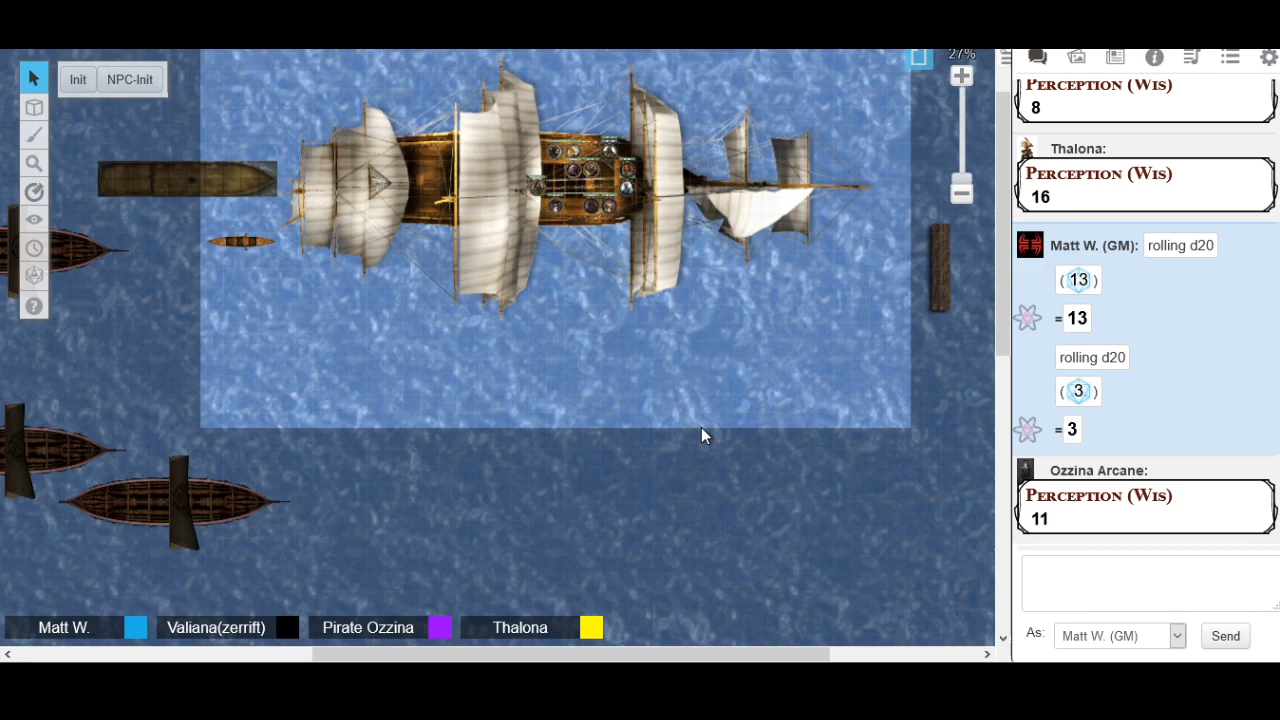 Init NPC-Init
27%
PERCEPTION (WIS)
8
Thalona:
PERCEPTION (WIS)
16
Matt W. (GM): rolling d20
(13)
=13
rolling d20
(3)
=3
Ozzina Arcane:
PERCEPTION (WIS)
11
As: Matt W. (GM) Send
Matt W. Valiana(zerrift) Pirate Ozzina Thalona